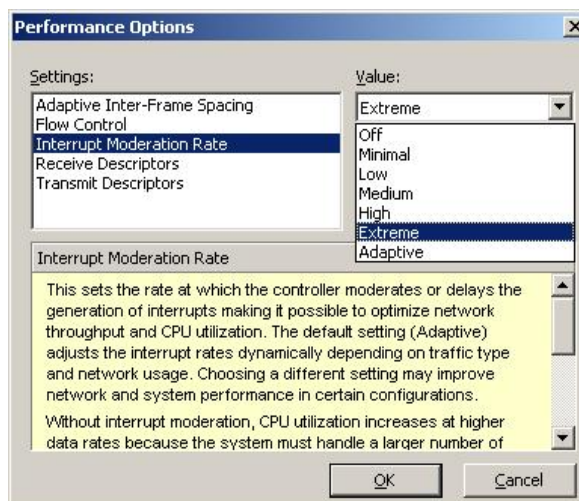 Performance Options
Settings:
Value:
Adaptive Inter-Frame Spacing
Flow Control
Interrupt Moderation Rate
Receive Descriptors
Transmit Descriptors
Extreme
Off
Minimal
Low
Medium
High
Extreme
Adaptive
Interrupt Moderation Rate
This sets the rate at which the controller moderates or delays the
generation of interrupts making it possible to optimize network
throughput and CPU utilization. The default setting (Adaptive)
adjusts the interrupt rates dynamically depending on traffic type
and network usage. Choosing a different setting may improve
network and system performance in certain configurations.
Without interrupt moderation, CPU utilization increases at higher
data rates because the system must handle a larger number of
OK
Cancel